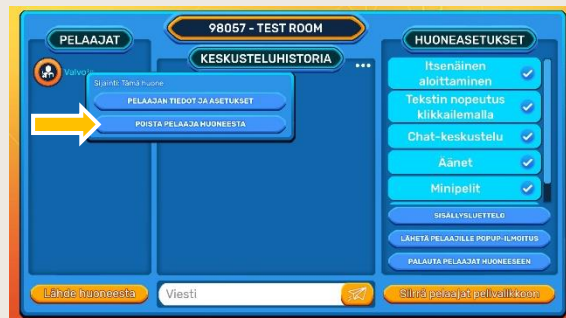 98057 - TEST ROOM
PELAAJAT
Valvoja
Sijainti: Tämä huone
PELAAJAN TIEDOT JA ASETUKSET
POISTA PELAAJA HUONEESTA
KESKUSTELUHISTORIA
HUONEASETUKSET
Itsenäinen
aloittaminen
Tekstin nopeutus
klikkailemalla
Chat-keskustelu
Äänet
Minipelit
SISÄLLYSLUETTELO
LÄHETÄ PELAAJILLE POPUP-ILMOITUS
PALAUTA PELAAJAT HUONEESEEN
Lähde huoneesta
Viesti
Siirrä pelaajat pelivalikkoon